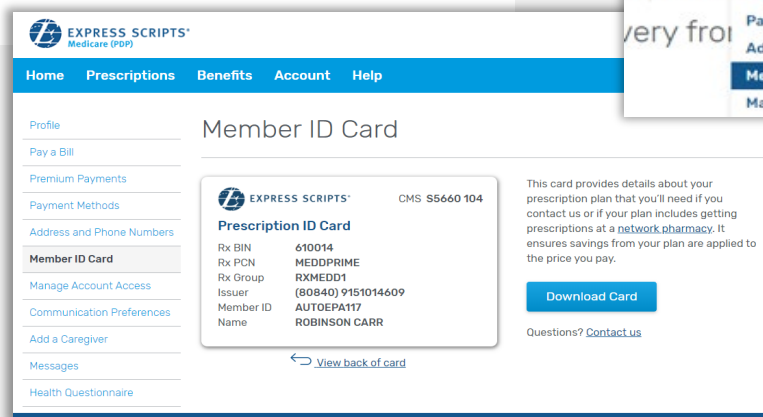 EXPRESS SCRIPTS®
Medicare (PDP)
very from
Home Prescriptions Benefits Account Help
Profile
Pay a Bill
Premium Payments
Payment Methods
Address and Phone Numbers
Member ID Card
Manage Account Access
Communication Preferences
Add a Caregiver
Messages
Health Questionnaire
Member ID Card
EXPRESS SCRIPTS® CMS S5660 104
Prescription ID Card
Rx BIN 610014
Rx PCN MEDDPRIME
Rx Group RXMEDD1
Issuer (80840) 9151014609
Member ID AUTOEPA117
Name ROBINSON CARR
View back of card
This card provides details about your
prescription plan that you'll need if you
contact us or if your plan includes getting
prescriptions at a network pharmacy. It
ensures savings from your plan are applied to
the price you pay.
Download Card
Questions? Contact us